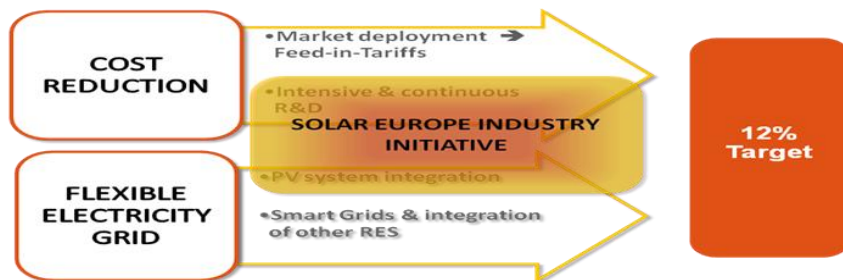 COST
REDUCTION
•Market deployment ➔
Feed-in-Tariffs
•Intensive & continuous
R&D
SOLAR EUROPE INDUSTRY
INITIATIVE
12%
Target
FLEXIBLE
ELECTRICITY
GRID
•PV system integration
•Smart Grids & integration
of other RES